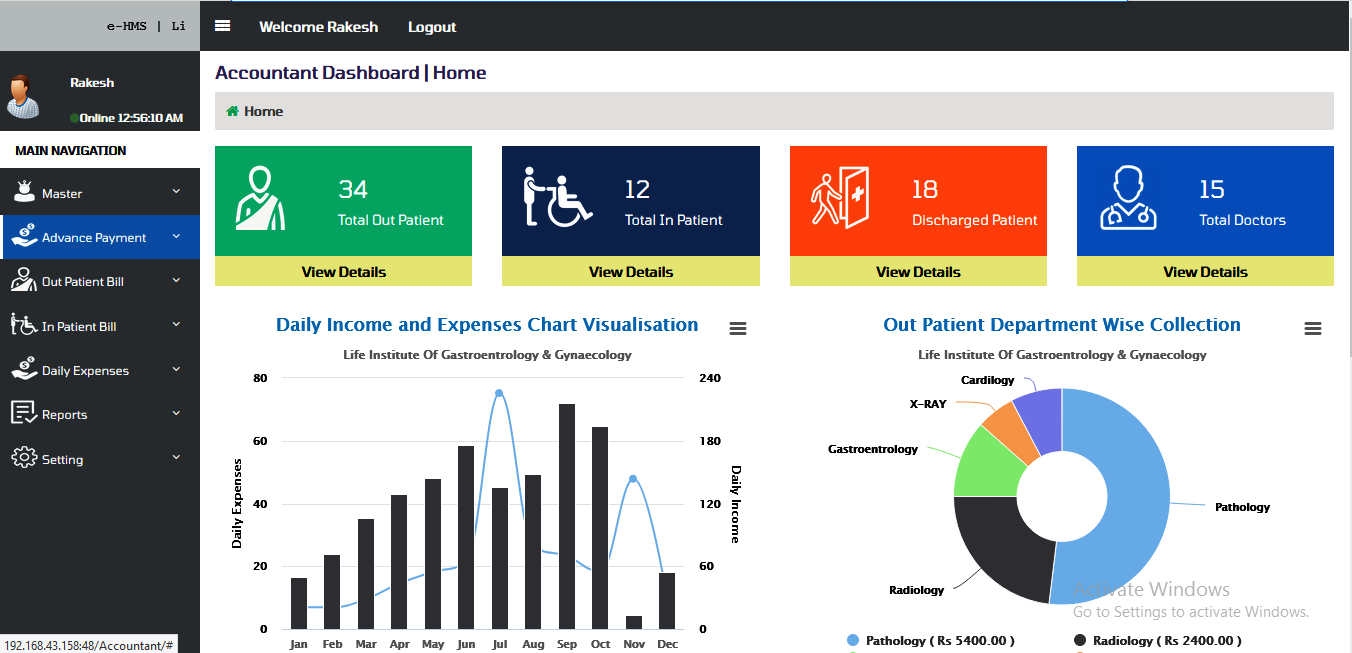 e-HMS | Li
Welcome Rakesh
Logout
Rakesh
Online 12:56:10 AM
MAIN NAVIGATION
Master
Advance Payment
Out Patient Bill
In Patient Bill
Daily Expenses
Reports
Setting
192.168.43.158:48/Accountant/#
Accountant Dashboard | Home
Home
34
Total Out Patient
View Details
12
Total In Patient
View Details
18
Discharged Patient
View Details
15
Total Doctors
View Details
Daily Income and Expenses Chart Visualisation
Life Institute Of Gastroentrology & Gynaecology
80
60
40
20
0
Daily Expenses
240
180
120
60
0
Daily Income
Jan Feb Mar Apr May Jun Jul Aug Sep Oct Nov Dec
Out Patient Department Wise Collection
Life Institute Of Gastroentrology & Gynaecology
Cardilogy
X-RAY
Gastroentrology
Pathology
Radiology
Activate Windows
Go to Settings to activate Windows.
Pathology ( Rs 5400.00 )
Radiology ( Rs 2400.00 )